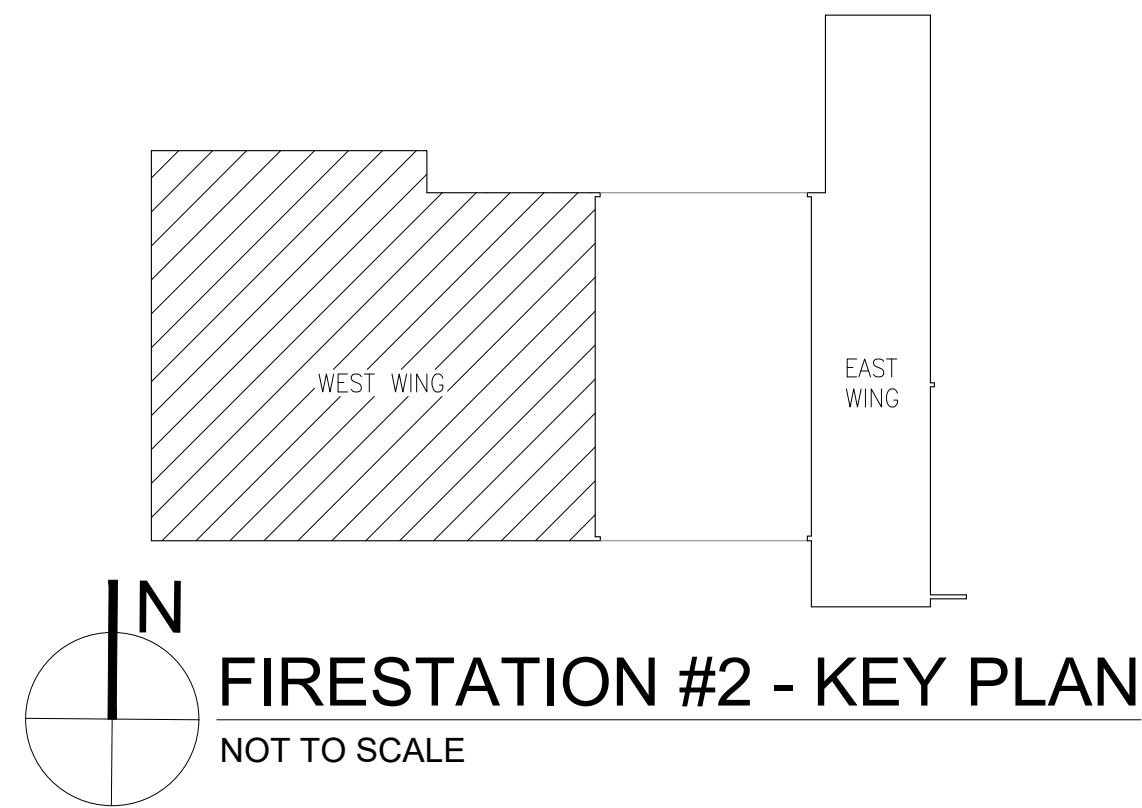 WEST WING
EAST
WING
N
FIRESTATION #2 - KEY PLAN
NOT TO SCALE